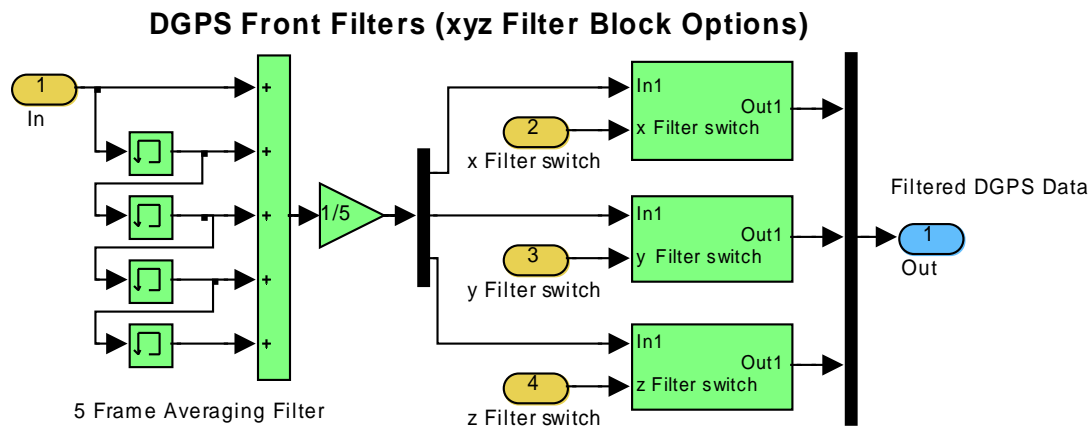 DGPS Front Filters (xyz Filter Block Options)
1
In
+
+
+
+
+
5 Frame Averaging Filter
1/5
2
x Filter switch
3
y Filter switch
4
z Filter switch
In1
Out1
x Filter switch
In1
Out1
y Filter switch
In1
Out1
z Filter switch
Filtered DGPS Data
1
Out